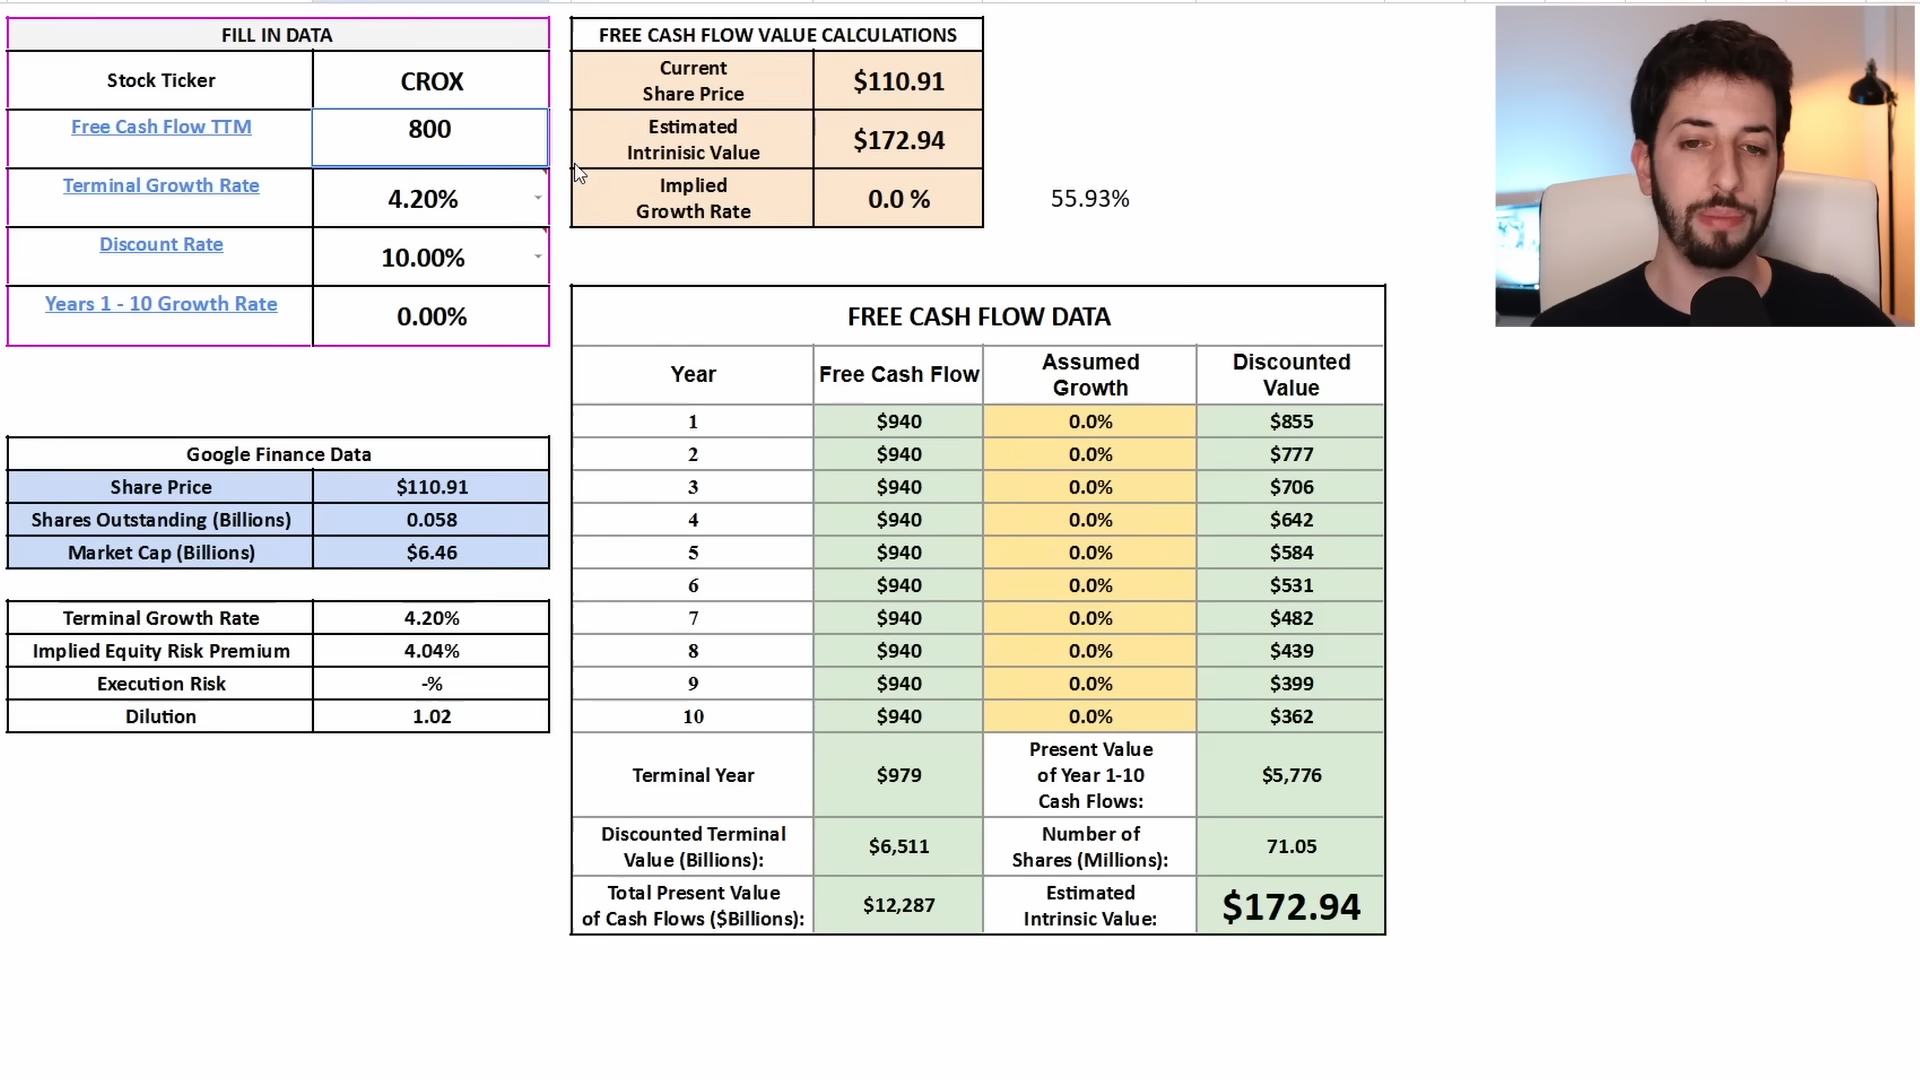 FILL IN DATA
Stock Ticker CROX
Free Cash Flow TTM 800
Terminal Growth Rate 4.20%
Discount Rate 10.00%
Years 1 - 10 Growth Rate 0.00%
FREE CASH FLOW VALUE CALCULATIONS
Current
Share Price $110.91
Estimated
Intrinisic Value $172.94
Implied
Growth Rate 0.0 %
55.93%
Google Finance Data
Share Price $110.91
Shares Outstanding (Billions) 0.058
Market Cap (Billions) $6.46
Terminal Growth Rate 4.20%
Implied Equity Risk Premium 4.04%
Execution Risk -%
Dilution 1.02
FREE CASH FLOW DATA
Year Free Cash Flow Assumed
Growth Discounted
Value
1 $940 0.0% $855
2 $940 0.0% $777
3 $940 0.0% $706
4 $940 0.0% $642
5 $940 0.0% $584
6 $940 0.0% $531
7 $940 0.0% $482
8 $940 0.0% $439
9 $940 0.0% $399
10 $940 0.0% $362
Terminal Year $979 Present Value
of Year 1-10
Cash Flows: $5,776
Discounted Terminal
Value (Billions): $6,511 Number of
Shares (Millions): 71.05
Total Present Value
of Cash Flows ($Billions): $12,287 Estimated
Intrinsic Value: $172.94